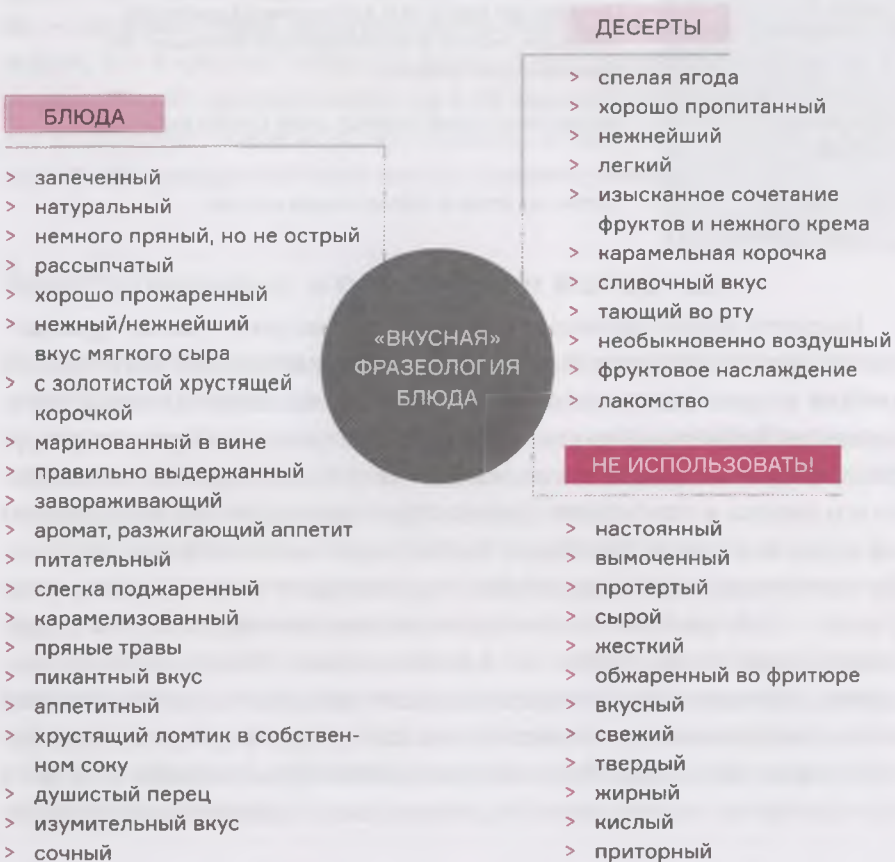 БЛЮДА
> запеченный
> натуральный
> немного пряный, но не острый
> рассыпчатый
> хорошо прожаренный
> нежный/нежнейший
вкус мягкого сыра
> с золотистой хрустящей
корочкой
> маринованный в вине
> правильно выдержанный
> завораживающий
> аромат, разжигающий аппетит
> питательный
> слегка поджаренный
> карамелизованный
> пряные травы
> пикантный вкус
> аппетитный
> хрустящий ломтик в собствен-
ном соку
> душистый перец
> изумительный вкус
> сочный
«ВКУСНАЯ»
ФРАЗЕОЛОГИЯ
БЛЮДА
ДЕСЕРТЫ
> спелая ягода
> хорошо пропитанный
> нежнейший
> легкий
> изысканное сочетание
фруктов и нежного крема
> карамельная корочка
> сливочный вкус
> тающий во рту
> необыкновенно воздушный
фруктовое наслаждение
лакомство
НЕ ИСПОЛЬЗОВАТЬ!
> настоянный
> вымоченный
> протертый
> сырой
> жесткий
> обжаренный во фритюре
> вкусный
> свежий
> твердый
> жирный
> кислый
> приторный